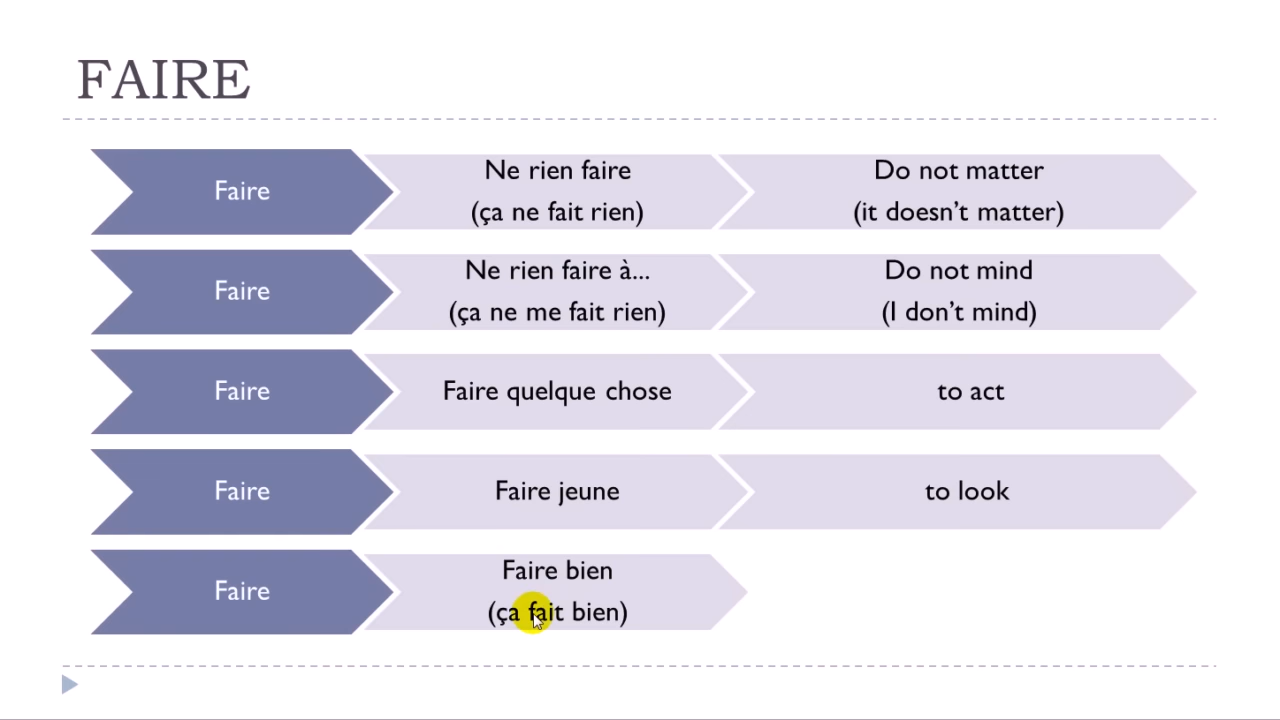 FAIRE
Faire
Ne rien faire
(ça ne fait rien)
Do not matter
(it doesn't matter)
Faire
Ne rien faire à...
(ça ne me fait rien)
Do not mind
(I don't mind)
Faire
Faire quelque chose
to act
Faire
Faire jeune
to look
Faire
Faire bien
(ça fait bien)